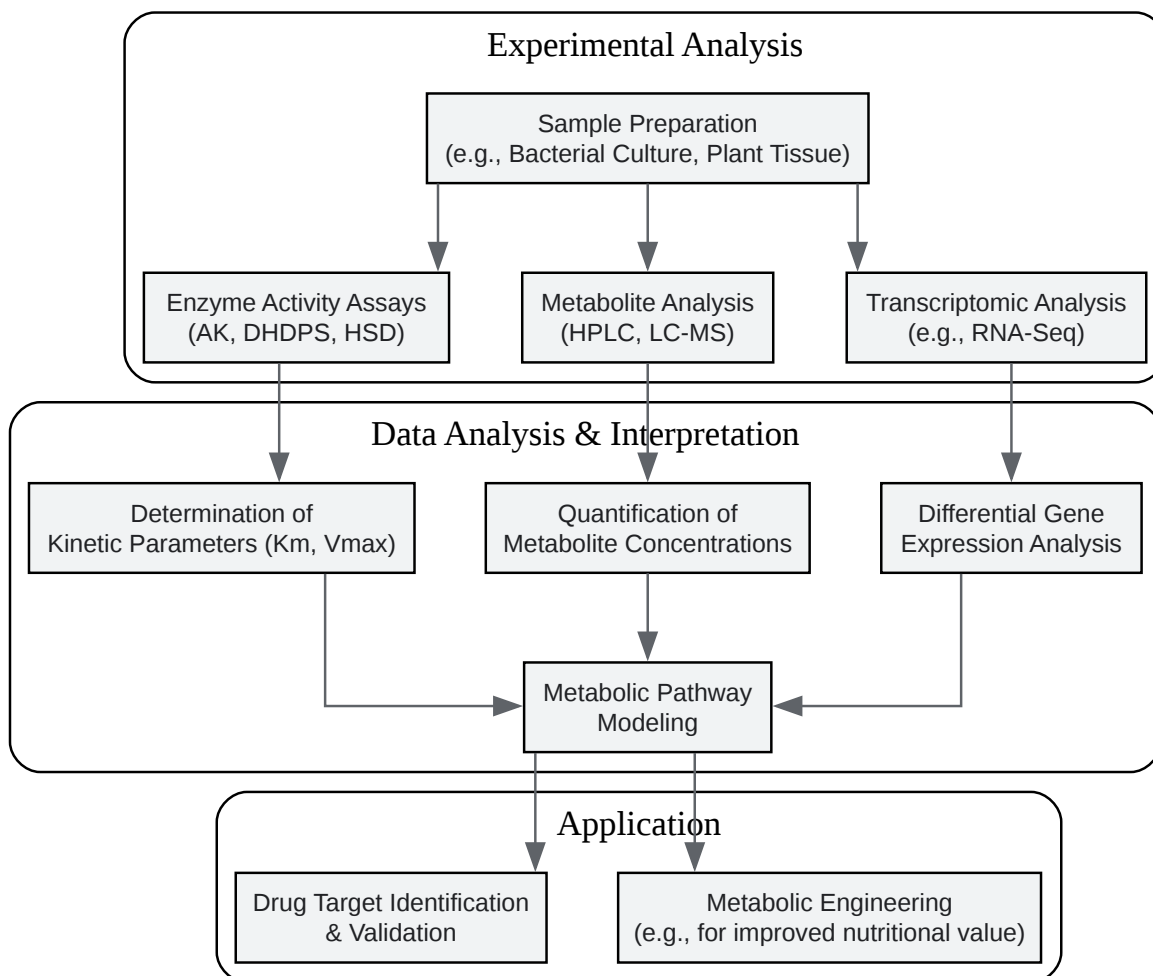 Experimental Analysis
Sample Preparation
(e.g., Bacterial Culture, Plant Tissue)
Enzyme Activity Assays
(AK, DHDPS, HSD)
Metabolite Analysis
(HPLC, LC-MS)
Transcriptomic Analysis
(e.g., RNA-Seq)
Data Analysis & Interpretation
Determination of
Kinetic Parameters (Km, Vmax)
Quantification of
Metabolite Concentrations
Differential Gene
Expression Analysis
Metabolic Pathway
Modeling
Application
Drug Target Identification
& Validation
Metabolic Engineering
(e.g., for improved nutritional value)